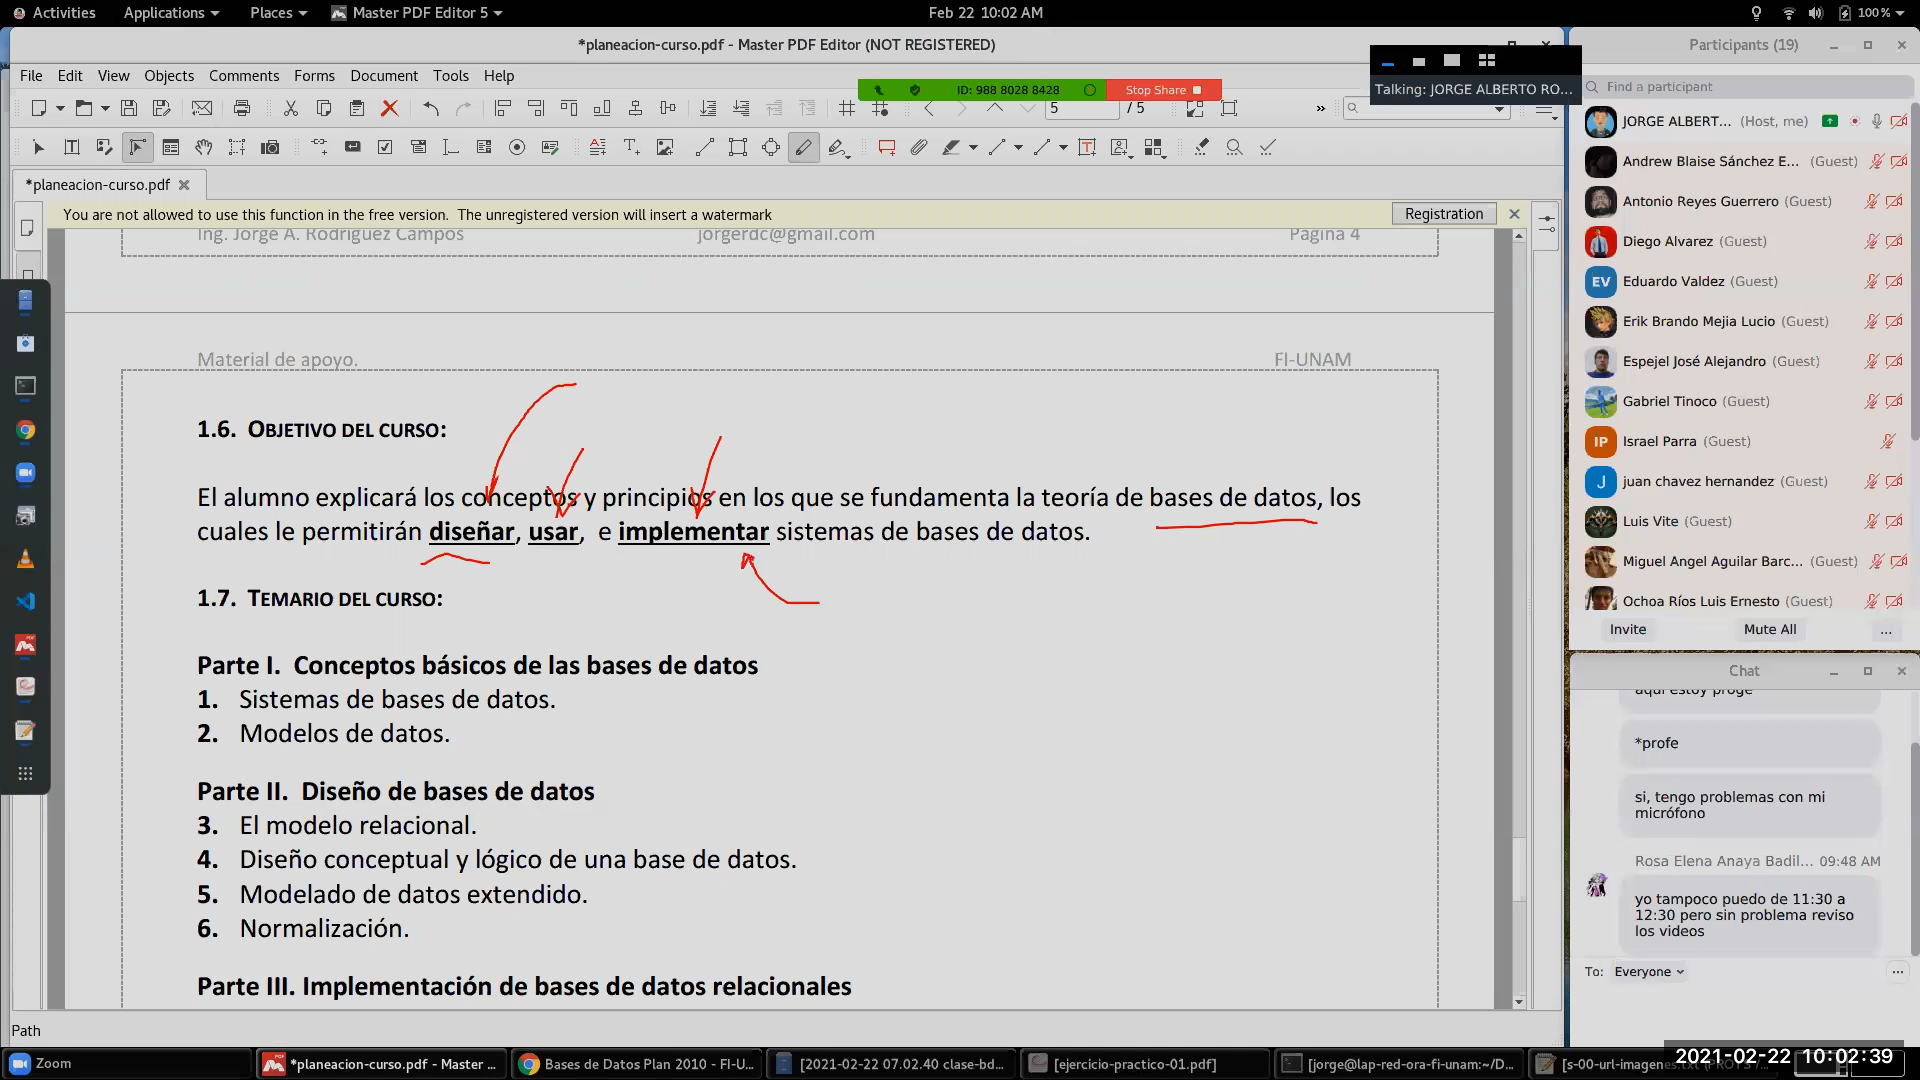 Activities Applications Places Master PDF Editor 5 Feb 22 10:02 AM 100%
*planeacion-curso.pdf - Master PDF Editor (NOT REGISTERED)
File Edit View Objects Comments Forms Document Tools Help
ID: 988 8028 8428 Stop Share
Talking: JORGE ALBERTO RO...
5 / 5
*planeacion-curso.pdf
You are not allowed to use this function in the free version. The unregistered version will insert a watermark Registration
Ing. Jorge A. Rodríguez Campos jorgerdc@gmail.com Página 4
Material de apoyo. FI-UNAM
1.6. OBJETIVO DEL CURSO:
El alumno explicará los conceptos y principios en los que se fundamenta la teoría de bases de datos, los
cuales le permitirán diseñar, usar, e implementar sistemas de bases de datos.
1.7. TEMARIO DEL CURSO:
Parte I. Conceptos básicos de las bases de datos
1. Sistemas de bases de datos.
2. Modelos de datos.
Parte II. Diseño de bases de datos
3. El modelo relacional.
4. Diseño conceptual y lógico de una base de datos.
5. Modelado de datos extendido.
6. Normalización.
Parte III. Implementación de bases de datos relacionales
Path
Participants (19)
Find a participant
JORGE ALBERT... (Host, me)
Andrew Blaise Sánchez E... (Guest)
Antonio Reyes Guerrero (Guest)
Diego Alvarez (Guest)
EV Eduardo Valdez (Guest)
Erik Brando Mejia Lucio (Guest)
Espejel José Alejandro (Guest)
Gabriel Tinoco (Guest)
IP Israel Parra (Guest)
J juan chavez hernandez (Guest)
Luis Vite (Guest)
Miguel Angel Aguilar Barc... (Guest)
Ochoa Ríos Luis Ernesto (Guest)
Invite Mute All ...
Chat
aqui estoy proge
*profe
si, tengo problemas con mi
micrófono
Rosa Elena Anaya Badil... 09:48 AM
yo tampoco puedo de 11:30 a
12:30 pero sin problema reviso
los videos
To: Everyone
Zoom
*planeacion-curso.pdf - Master ...
Bases de Datos Plan 2010 - FI-U...
[2021-02-22 07.02.40 clase-bd...
[ejercicio-practico-01.pdf]
[jorge@lap-red-ora-fi-unam:~/D...
[s-00-url-imagenes
2021-02-22 10:02:39